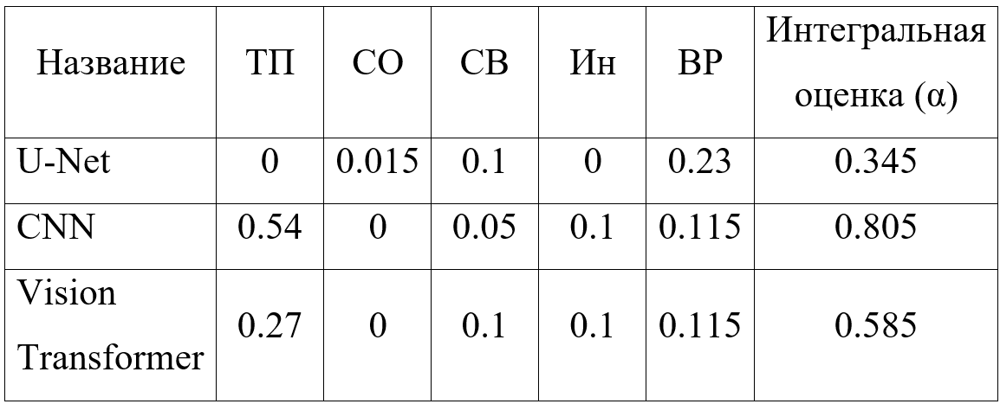 Название ТП СО СВ Ин ВР Интегральная оценка (α)
U-Net 0 0.015 0.1 0 0.23 0.345
CNN 0.54 0 0.05 0.1 0.115 0.805
Vision Transformer 0.27 0 0.1 0.1 0.115 0.585